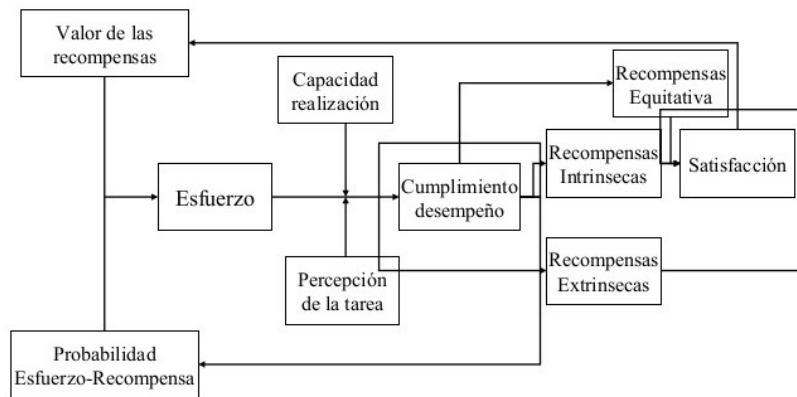 Valor de las
recompensas
Capacidad
realización
Recompensas
Equitativa
Esfuerzo
Cumplimiento
desempeño
Recompensas
Intrinsecas
Satisfacción
Percepción
de la tarea
Recompensas
Extrinsecas
Probabilidad
Esfuerzo-Recompensa